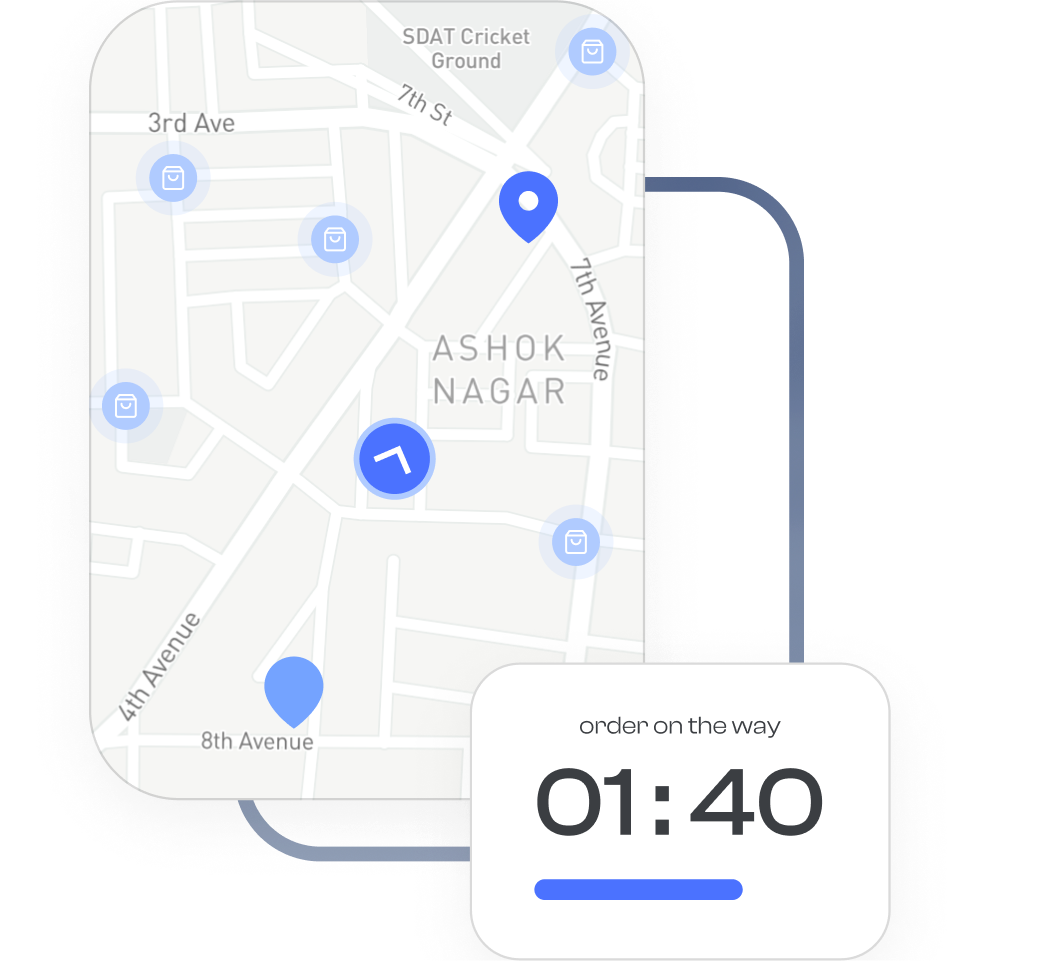 SDAT Cricket
Ground
7th St
3rd Ave
7th Avenue
ASHOK
NAGAR
4th Avenue
8th Avenue
order on the way
01:40